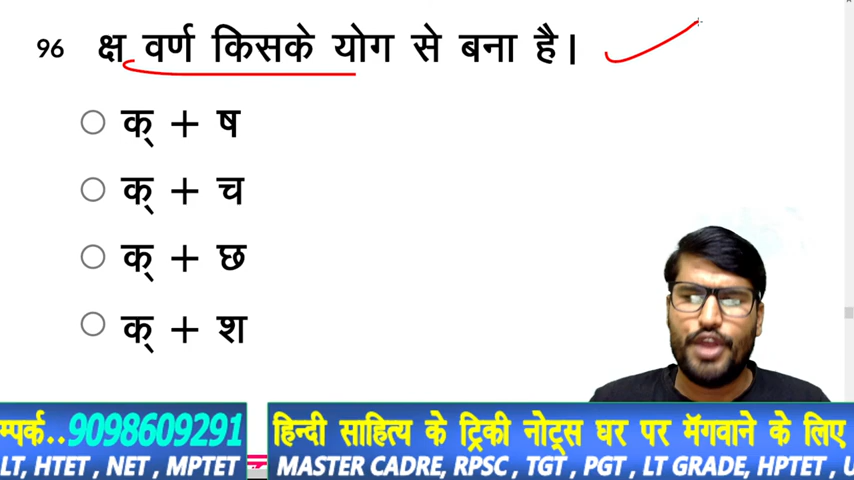 96 क्ष वर्ण किसके योग से बना है।
क् + ष
क् + च
क् + छ
क् + श
म्पर्क..9098609291
LT, HTET , NET , MPTET
हिन्दी साहित्य के ट्रिकी नोट्स घर पर मॅगवाने के लिए
MASTER CADRE, RPSC , TGT , PGT , LT GRADE, HPTET , U